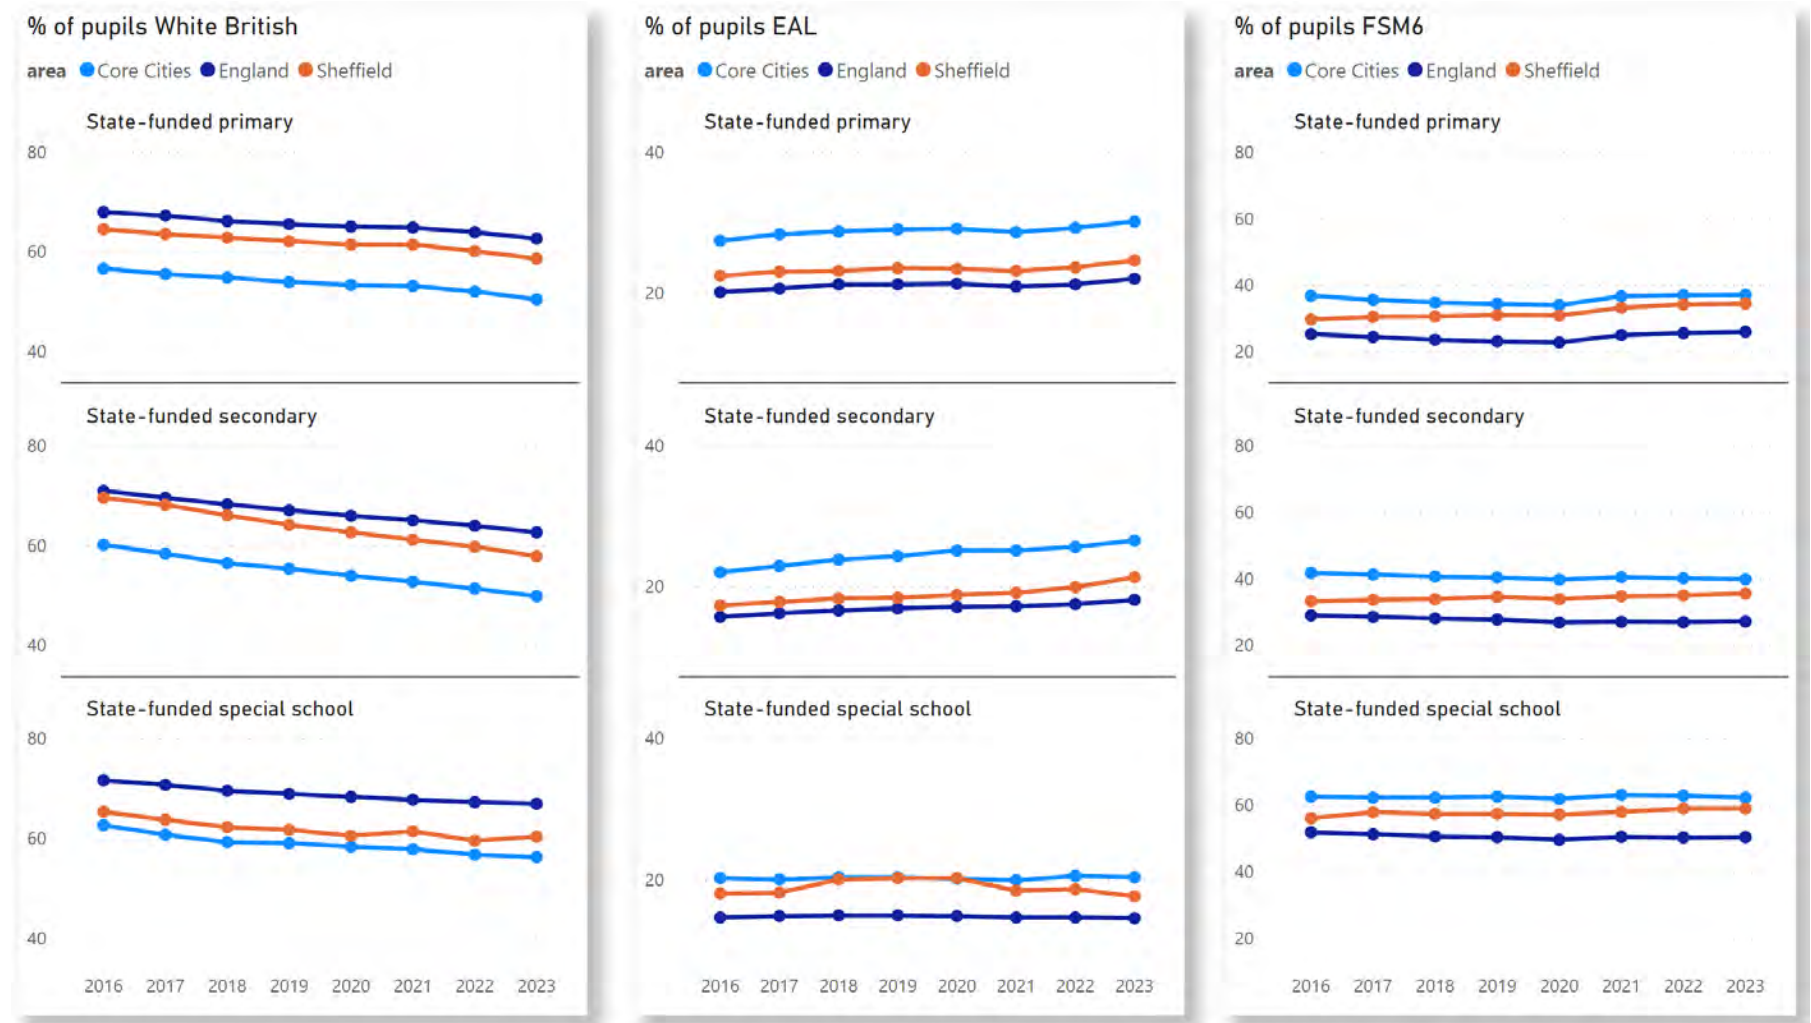 % of pupils White British
area Core Cities England Sheffield
State-funded primary
80
60
40
State-funded secondary
80
60
40
State-funded special school
80
60
40
2016 2017 2018 2019 2020 2021 2022 2023
% of pupils EAL
area Core Cities England Sheffield
State-funded primary
40
20
State-funded secondary
40
20
State-funded special school
40
20
2016 2017 2018 2019 2020 2021 2022 2023
% of pupils FSM6
area Core Cities England Sheffield
State-funded primary
80
60
40
20
State-funded secondary
80
60
40
20
State-funded special school
80
60
40
20
2016 2017 2018 2019 2020 2021 2022 2023